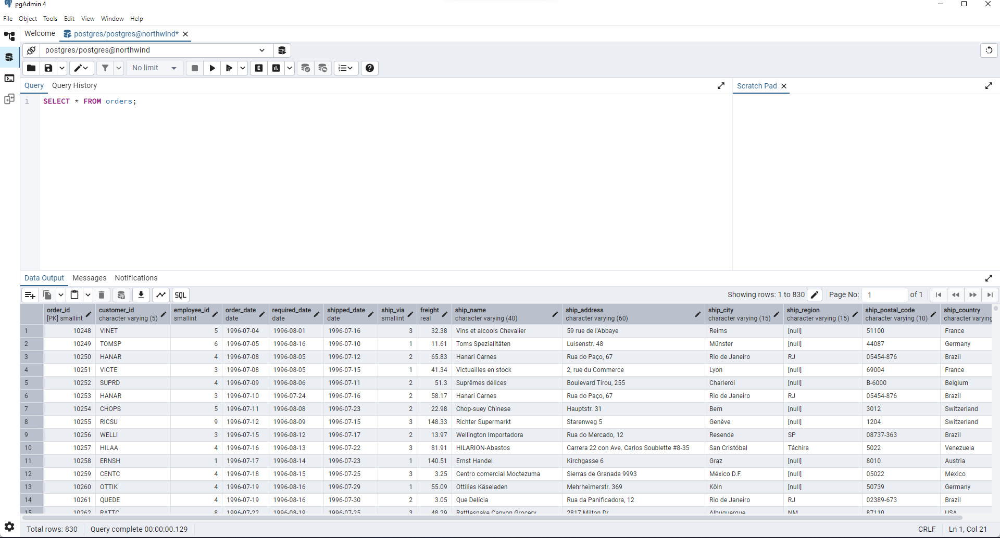 pgAdmin 4
File Object Tools Edit View Window Help
Welcome postgres/postgres@northwind*
postgres/postgres@northwind
No limit E
Query Query History Scratch Pad
1 SELECT * FROM orders;
Data Output Messages Notifications
SQL Showing rows: 1 to 830 Page No: 1 of 1
order_id customer_id employee_id order_date required_date shipped_date ship_via freight ship_name ship_address ship_city ship_region ship_postal_code ship_country
[PK] smallint character varying (5) smallint date date date smallint real character varying (40) character varying (60) character varying (15) character varying (15) character varying (10) character varying
1 10248 VINET 5 1996-07-04 1996-08-01 1996-07-16 3 32.38 Vins et alcools Chevalier 59 rue de l'Abbaye Reims [null] 51100 France
2 10249 TOMSP 6 1996-07-05 1996-08-16 1996-07-10 1 11.61 Toms Spezialitäten Luisenstr. 48 Münster [null] 44087 Germany
3 10250 HANAR 4 1996-07-08 1996-08-05 1996-07-12 2 65.83 Hanari Carnes Rua do Paço, 67 Rio de Janeiro RJ 05454-876 Brazil
4 10251 VICTE 3 1996-07-08 1996-08-05 1996-07-15 1 41.34 Victuailles en stock 2, rue du Commerce Lyon [null] 69004 France
5 10252 SUPRD 4 1996-07-09 1996-08-06 1996-07-11 2 51.3 Suprêmes délices Boulevard Tirou, 255 Charleroi [null] B-6000 Belgium
6 10253 HANAR 3 1996-07-10 1996-07-24 1996-07-16 2 58.17 Hanari Carnes Rua do Paço, 67 Rio de Janeiro RJ 05454-876 Brazil
7 10254 CHOPS 5 1996-07-11 1996-08-08 1996-07-23 2 22.98 Chop-suey Chinese Hauptstr. 31 Bern [null] 3012 Switzerland
8 10255 RICSU 9 1996-07-12 1996-08-09 1996-07-15 3 148.33 Richter Supermarkt Starenweg 5 Genève [null] 1204 Switzerland
9 10256 WELLI 3 1996-07-15 1996-08-12 1996-07-17 2 13.97 Wellington Importadora Rua do Mercado, 12 Resende SP 08737-363 Brazil
10 10257 HILAA 4 1996-07-16 1996-08-13 1996-07-22 3 81.91 HILARION-Abastos Carrera 22 con Ave. Carlos Soublette #8-35 San Cristóbal Táchira 5022 Venezuela
11 10258 ERNSH 1 1996-07-17 1996-08-14 1996-07-23 1 140.51 Ernst Handel Kirchgasse 6 Graz [null] 8010 Austria
12 10259 CENTC 4 1996-07-18 1996-08-15 1996-07-25 3 3.25 Centro comercial Moctezuma Sierras de Granada 9993 México D.F. [null] 05022 Mexico
13 10260 OTTIK 4 1996-07-19 1996-08-16 1996-07-29 1 55.09 Ottilies Käseladen Mehrheimerstr. 369 Köln [null] 50739 Germany
14 10261 QUEDE 4 1996-07-19 1996-08-16 1996-07-30 2 3.05 Que Delícia Rua da Panificadora, 12 Rio de Janeiro RJ 02389-673 Brazil
15 10262 RATTC 8 1996-07-22 1996-08-19 1996-07-25 3 48.29 Rattlesnake Canyon Grocery 2817 Milton Dr. Albuquerque NM 87110 USA
Total rows: 830 Query complete 00:00:00.129 CRLF Ln 1, Col 21